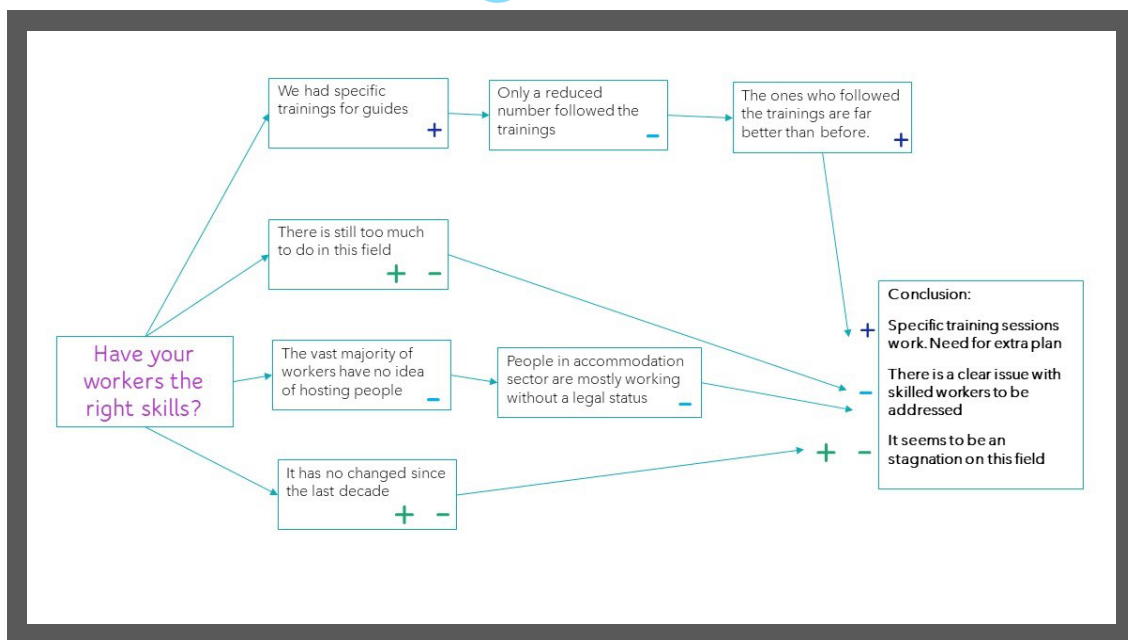 We had specific
trainings for guides
+
Only a reduced
number followed the
trainings
−
The ones who followed
the trainings are far
better than before.
+
There is still too much
to do in this field
+ −
Have your
workers the
right skills?
The vast majority of
workers have no idea
of hosting people
−
People in accommodation
sector are mostly working
without a legal status
−
It has no changed since
the last decade
+ −
Conclusion:
+ Specific training sessions
work. Need for extra plan
− There is a clear issue with
skilled workers to be
addressed
+ − It seems to be an
stagnation on this field